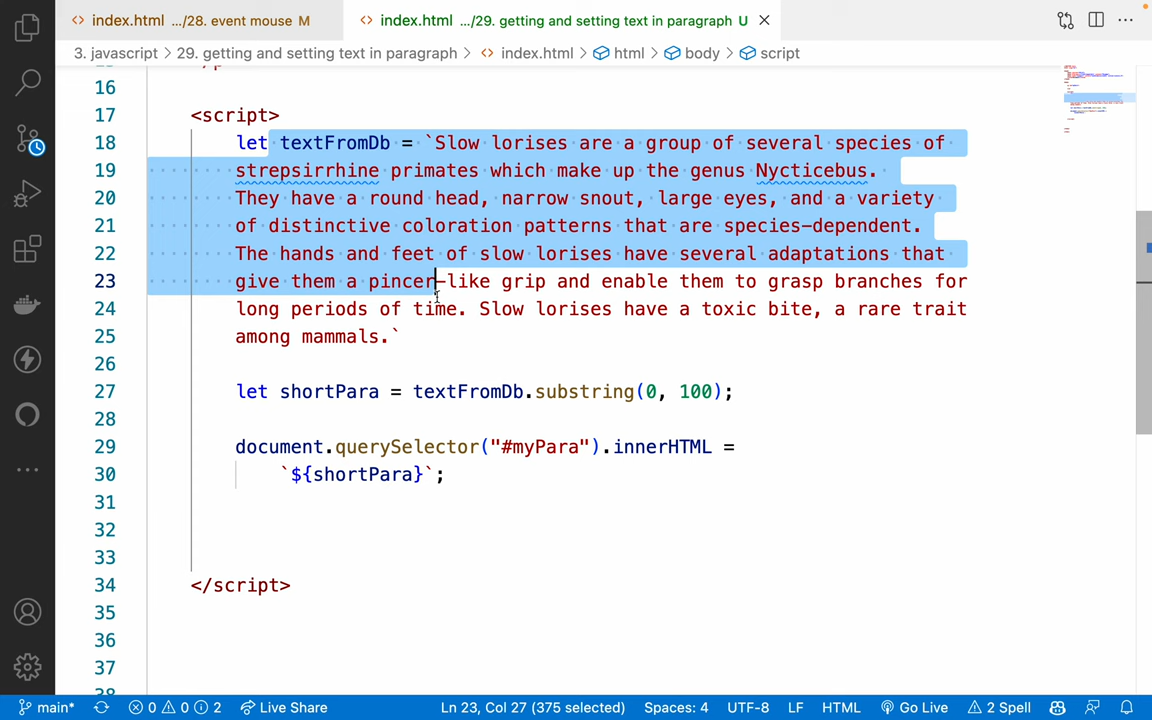 index.html .../28. event mouse M
index.html .../29. getting and setting text in paragraph U
3. javascript > 29. getting and setting text in paragraph > index.html > html > body > script
16
17 <script>
18 let textFromDb = `Slow lorises are a group of several species of
19 strepsirrhine primates which make up the genus Nycticebus.
20 They have a round head, narrow snout, large eyes, and a variety
21 of distinctive coloration patterns that are species-dependent.
22 The hands and feet of slow lorises have several adaptations that
23 give them a pincer-like grip and enable them to grasp branches for
24 long periods of time. Slow lorises have a toxic bite, a rare trait
25 among mammals.`
26
27 let shortPara = textFromDb.substring(0, 100);
28
29 document.querySelector("#myPara").innerHTML =
30 `${shortPara}`;
31
32
33
34 </script>
35
36
37
main* 0 0 2 Live Share Ln 23, Col 27 (375 selected) Spaces: 4 UTF-8 LF HTML Go Live 2 Spell